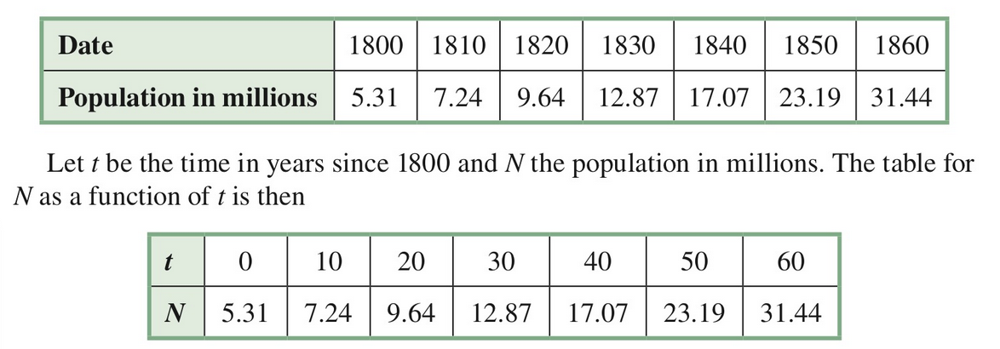 Date 1800 1810 1820 1830 1840 1850 1860
Population in millions 5.31 7.24 9.64 12.87 17.07 23.19 31.44
Let t be the time in years since 1800 and N the population in millions. The table for
N as a function of t is then
t 0 10 20 30 40 50 60
N 5.31 7.24 9.64 12.87 17.07 23.19 31.44